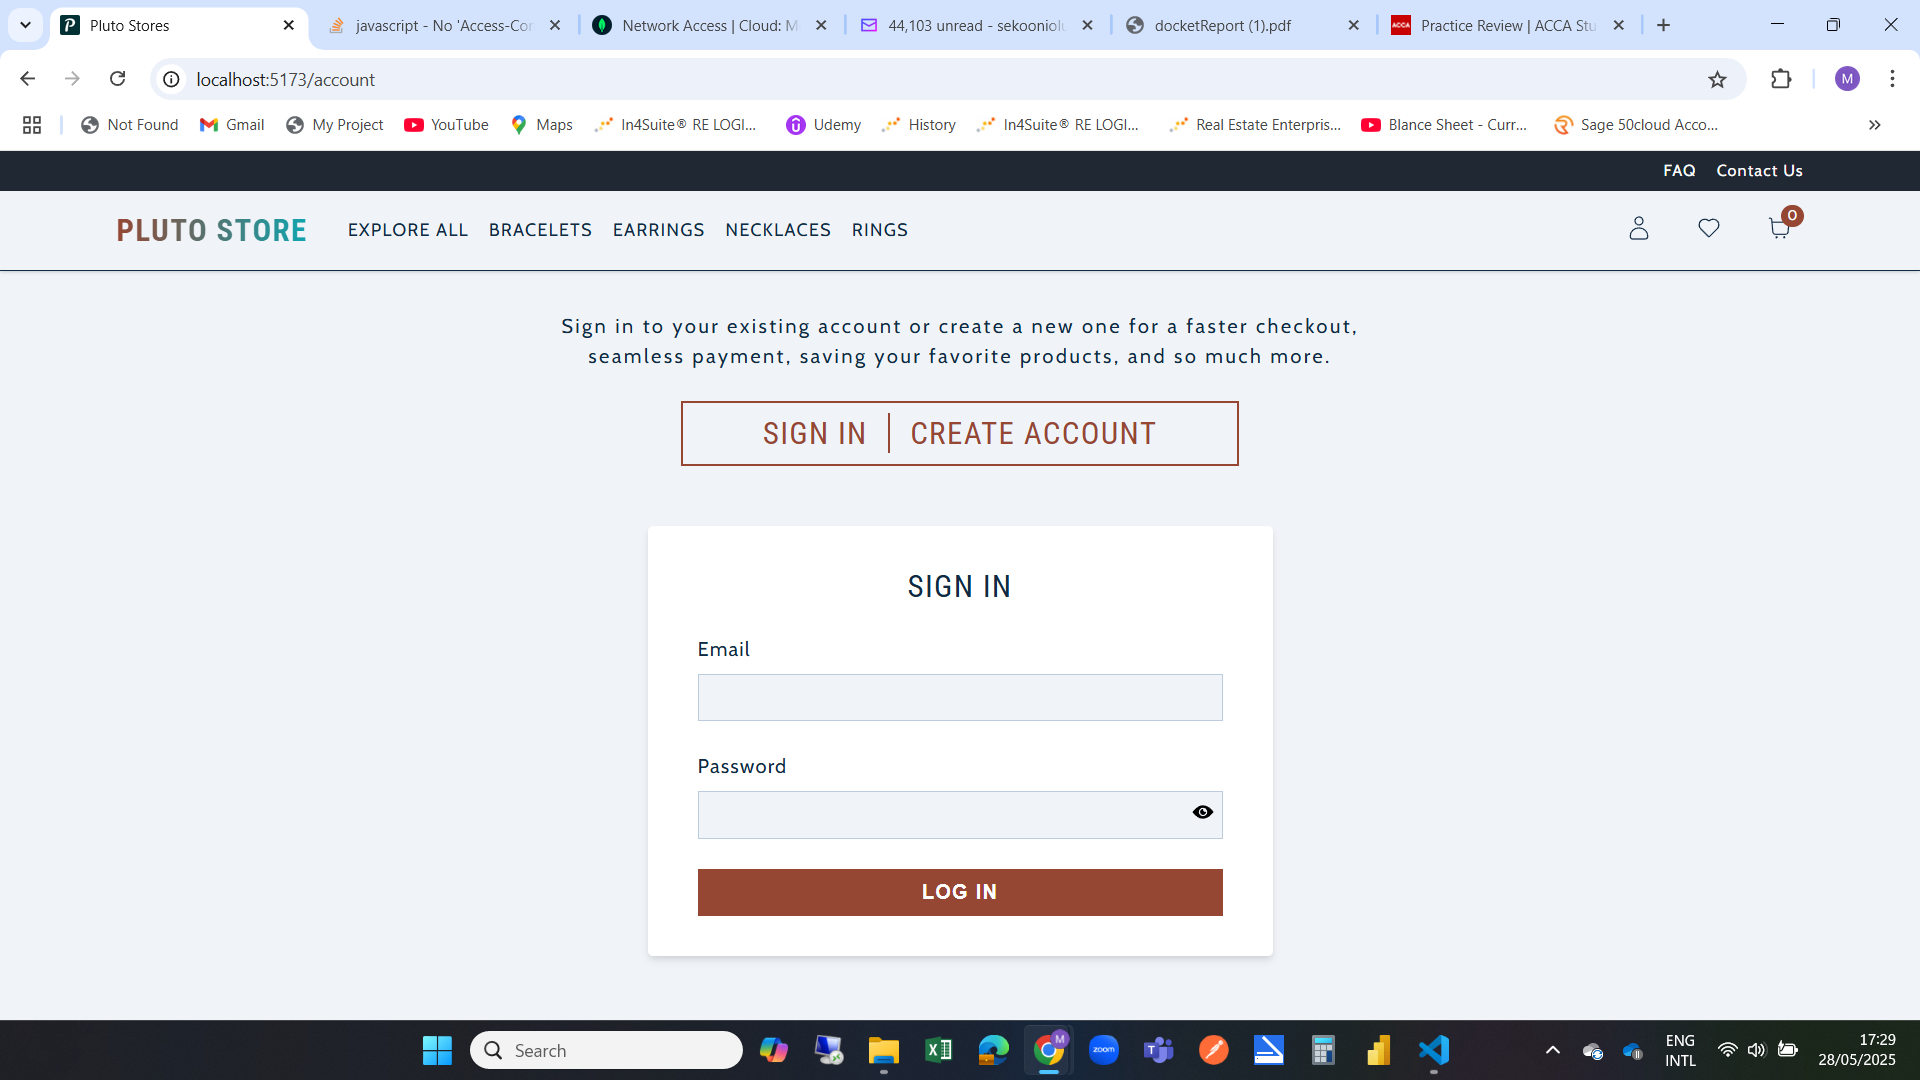 Pluto Stores
javascript - No 'Access-Cor
Network Access | Cloud: M
44,103 unread - sekooniolu
docketReport (1).pdf
Practice Review | ACCA Stu
localhost:5173/account
M
Not Found
Gmail
My Project
YouTube
Maps
In4Suite® RE LOGI...
Udemy
History
In4Suite® RE LOGI...
Real Estate Enterpris...
Blance Sheet - Curr...
Sage 50cloud Acco...
FAQ
Contact Us
PLUTO STORE
EXPLORE ALL
BRACELETS
EARRINGS
NECKLACES
RINGS
0
Sign in to your existing account or create a new one for a faster checkout,
seamless payment, saving your favorite products, and so much more.
SIGN IN
CREATE ACCOUNT
SIGN IN
Email
Password
LOG IN
Search
M
zoom
ENG
INTL
17:29
28/05/2025